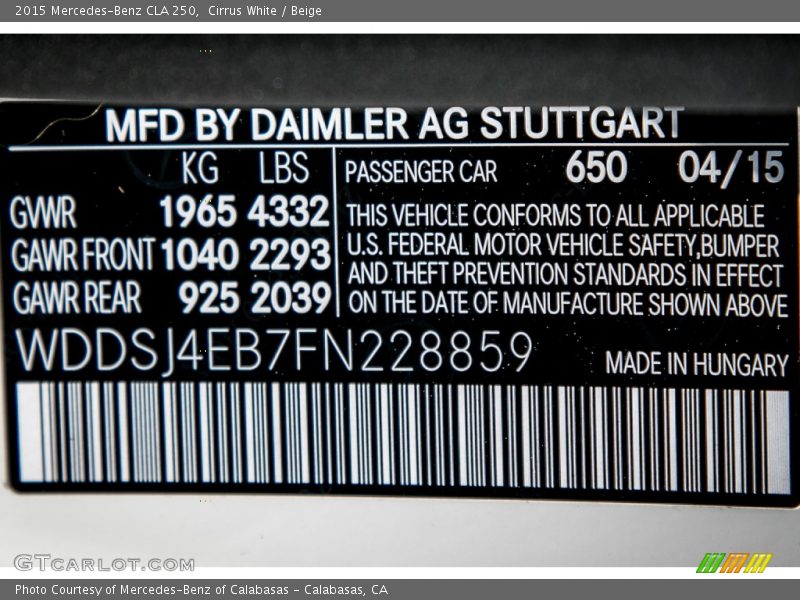 2015 Mercedes-Benz CLA 250,  Cirrus White / Beige
MFD BY DAIMLER AG STUTTGART
KG LBS
GVWR 1965 4332
GAWR FRONT 1040 2293
GAWR REAR 925 2039
PASSENGER CAR 650 04/15
THIS VEHICLE CONFORMS TO ALL APPLICABLE
U.S. FEDERAL MOTOR VEHICLE SAFETY,BUMPER
AND THEFT PREVENTION STANDARDS IN EFFECT
ON THE DATE OF MANUFACTURE SHOWN ABOVE
WDDSJ4EB7FN228859
MADE IN HUNGARY
GTCARLOT.COM
Photo Courtesy of Mercedes-Benz of Calabasas - Calabasas, CA